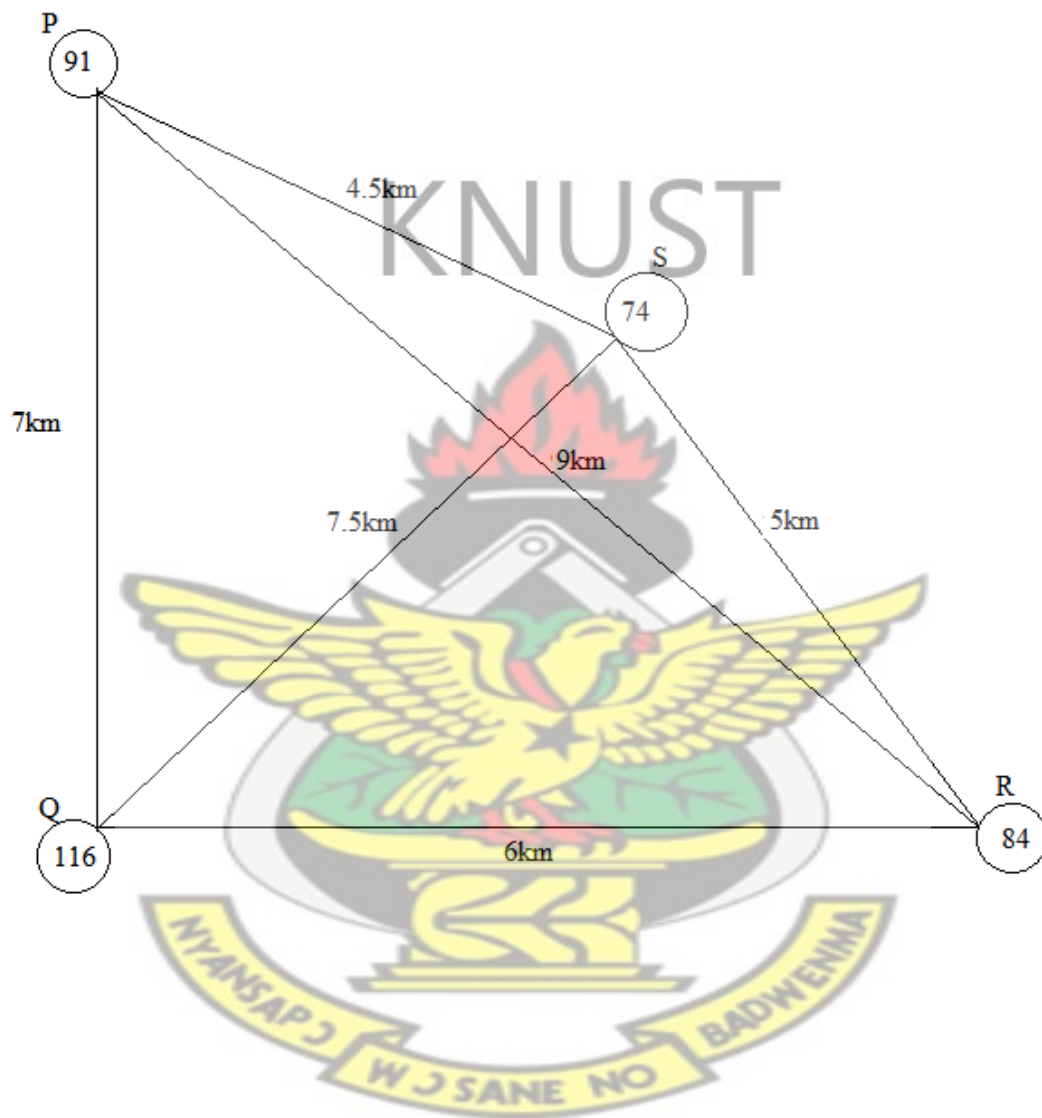 P
91
4.5km
KNUST
S
74
7km
9km
7.5km
5km
Q
R
116
84
6km
NYANSAPƆ
WƆSANE NO
BADWENMA